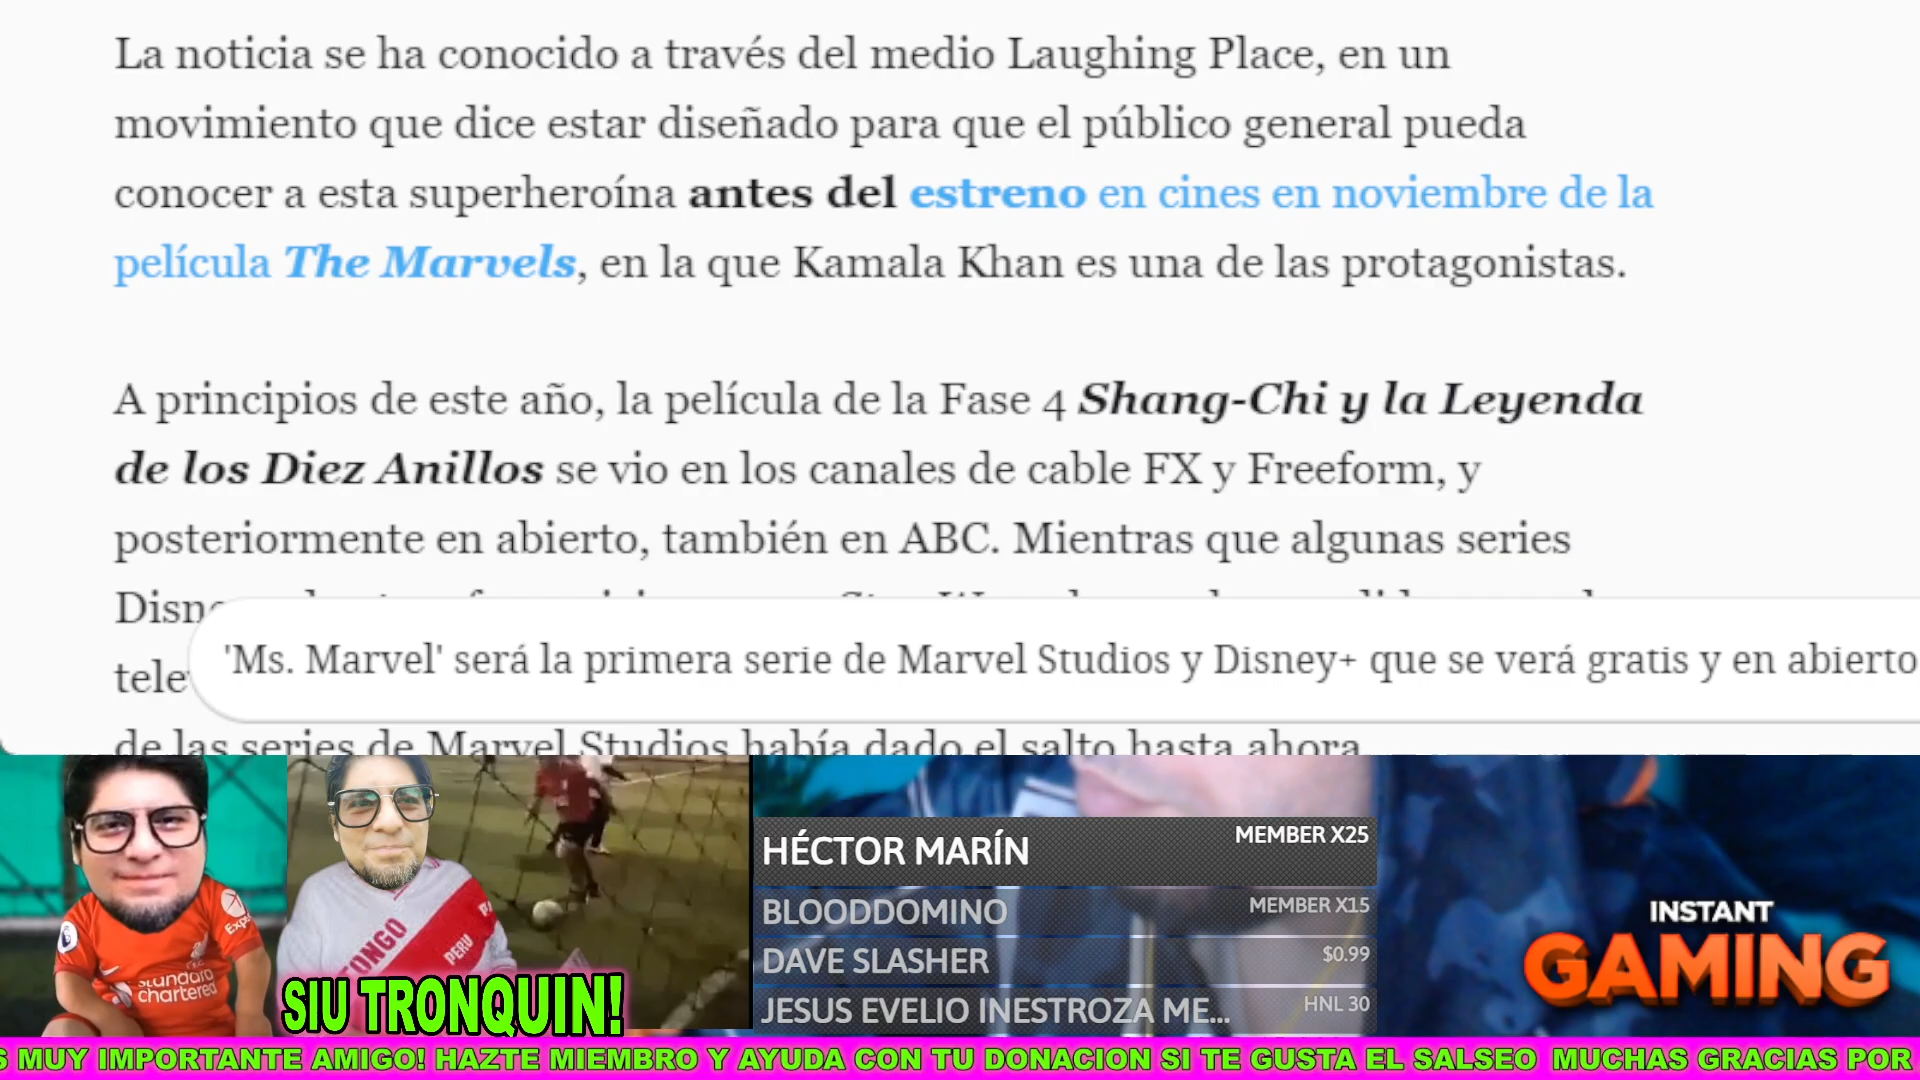 La noticia se ha conocido a través del medio Laughing Place, en un
movimiento que dice estar diseñado para que el público general pueda
conocer a esta superheroína antes del estreno en cines en noviembre de la
película The Marvels, en la que Kamala Khan es una de las protagonistas.
A principios de este año, la película de la Fase 4 Shang-Chi y la Leyenda
de los Diez Anillos se vio en los canales de cable FX y Freeform, y
posteriormente en abierto, también en ABC. Mientras que algunas series
'Ms. Marvel' será la primera serie de Marvel Studios y Disney+ que se verá gratis y en abierto
de las series de Marvel Studios había dado el salto hasta ahora.
standard
chartered
PERU
SIU TRONQUIN!
HÉCTOR MARÍN MEMBER X25
BLOODDOMINO MEMBER X15
DAVE SLASHER $0.99
JESUS EVELIO INESTROZA ME... HNL 30
INSTANT
GAMING
S MUY IMPORTANTE AMIGO! HAZTE MIEMBRO Y AYUDA CON TU DONACION SI TE GUSTA EL SALSEO MUCHAS GRACIAS POR